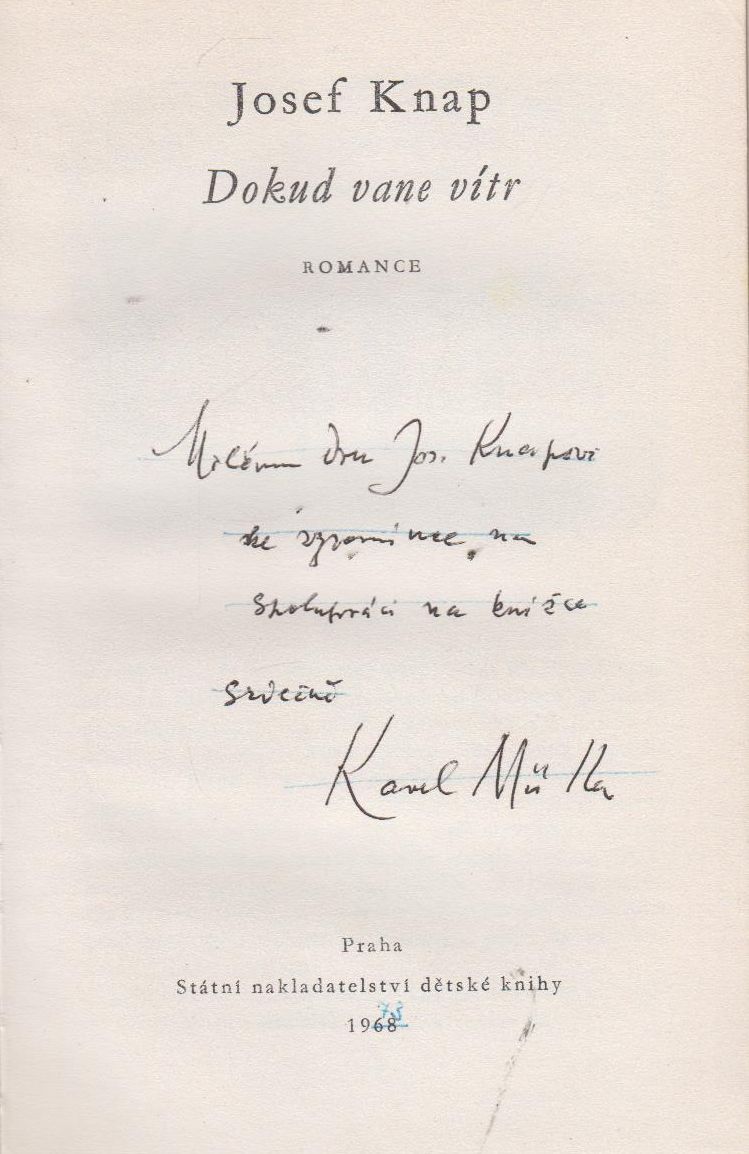 Josef Knap
Dokud vane vítr
ROMANCE
Milému dru Jos. Knapovi
ke vzpomínce na
spolupráci na knížce
srdečně
Karel Müller
Praha
Státní nakladatelství dětské knihy
1968
73